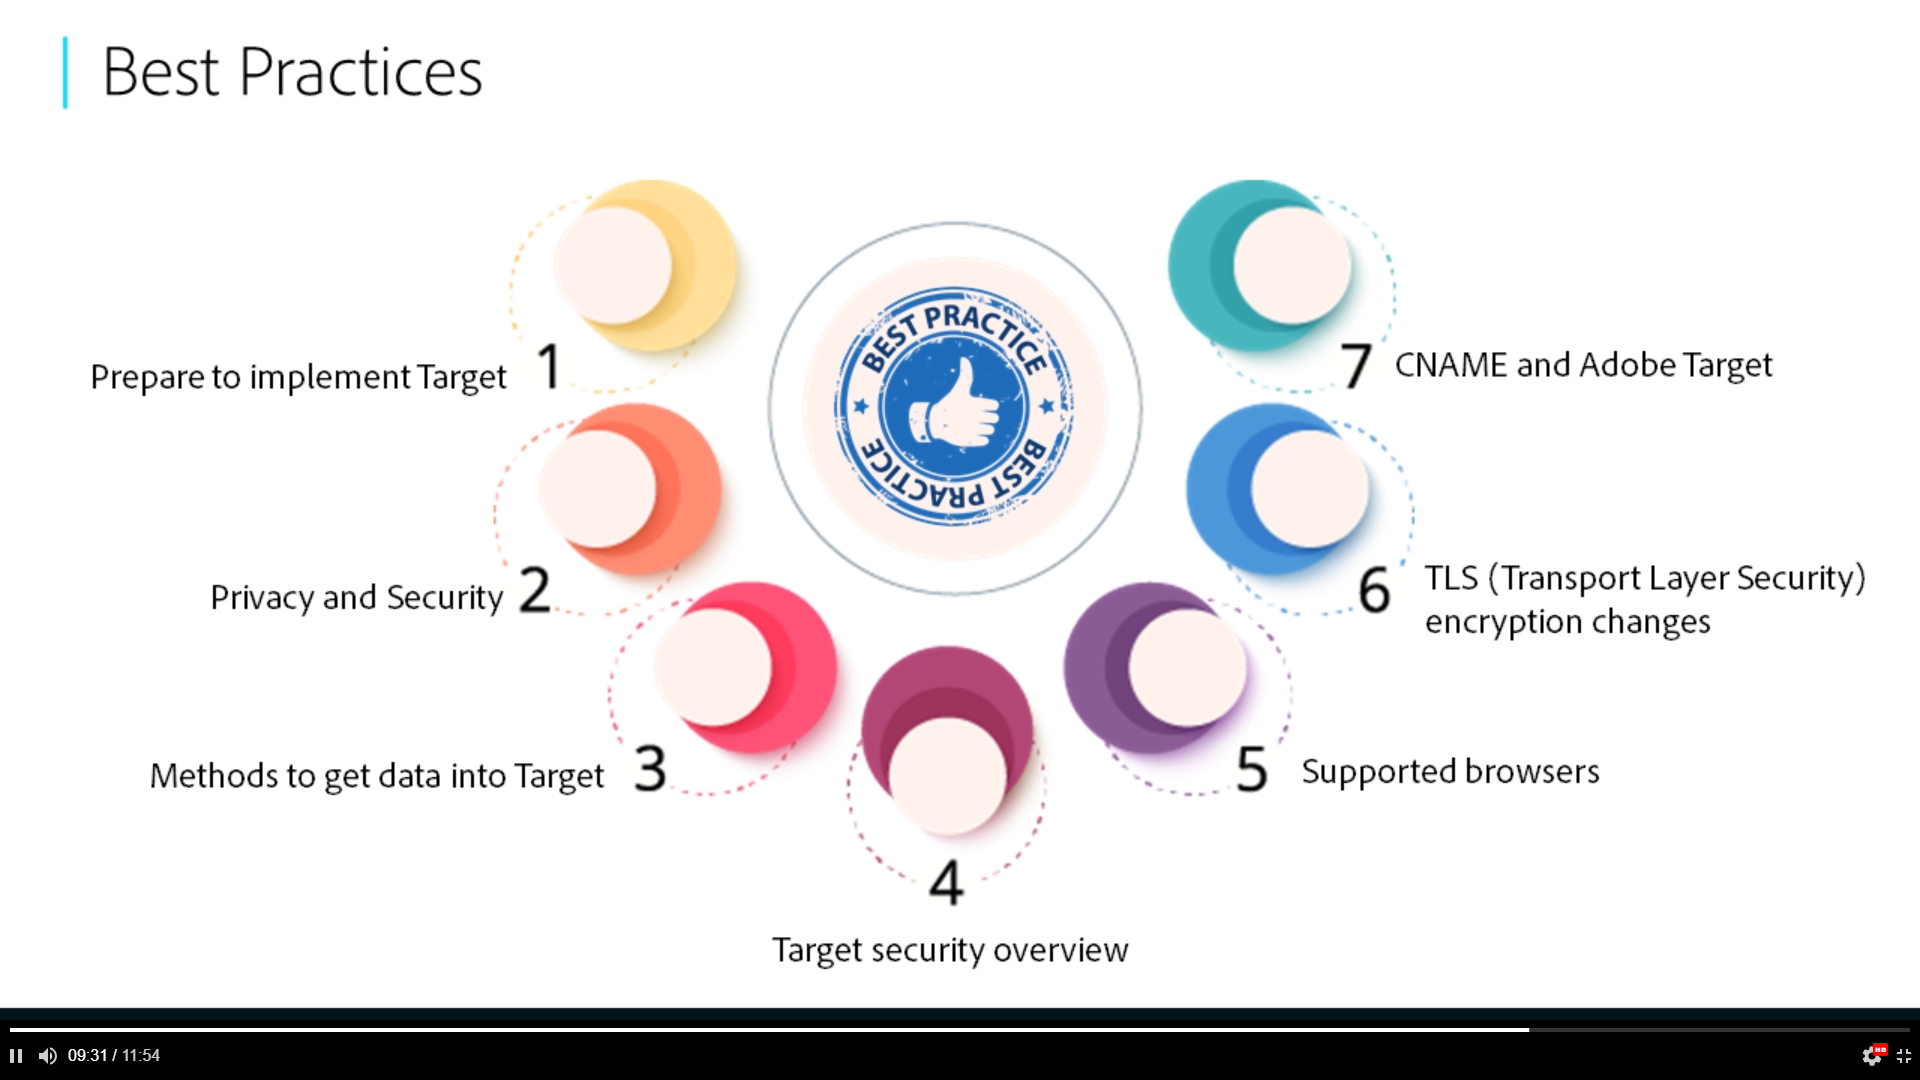 Best Practices
BEST PRACTICE
BEST PRACTICE
1
Prepare to implement Target
2
Privacy and Security
3
Methods to get data into Target
4
Target security overview
5
Supported browsers
6
TLS (Transport Layer Security)
encryption changes
7
CNAME and Adobe Target
09:31 / 11:54
HD